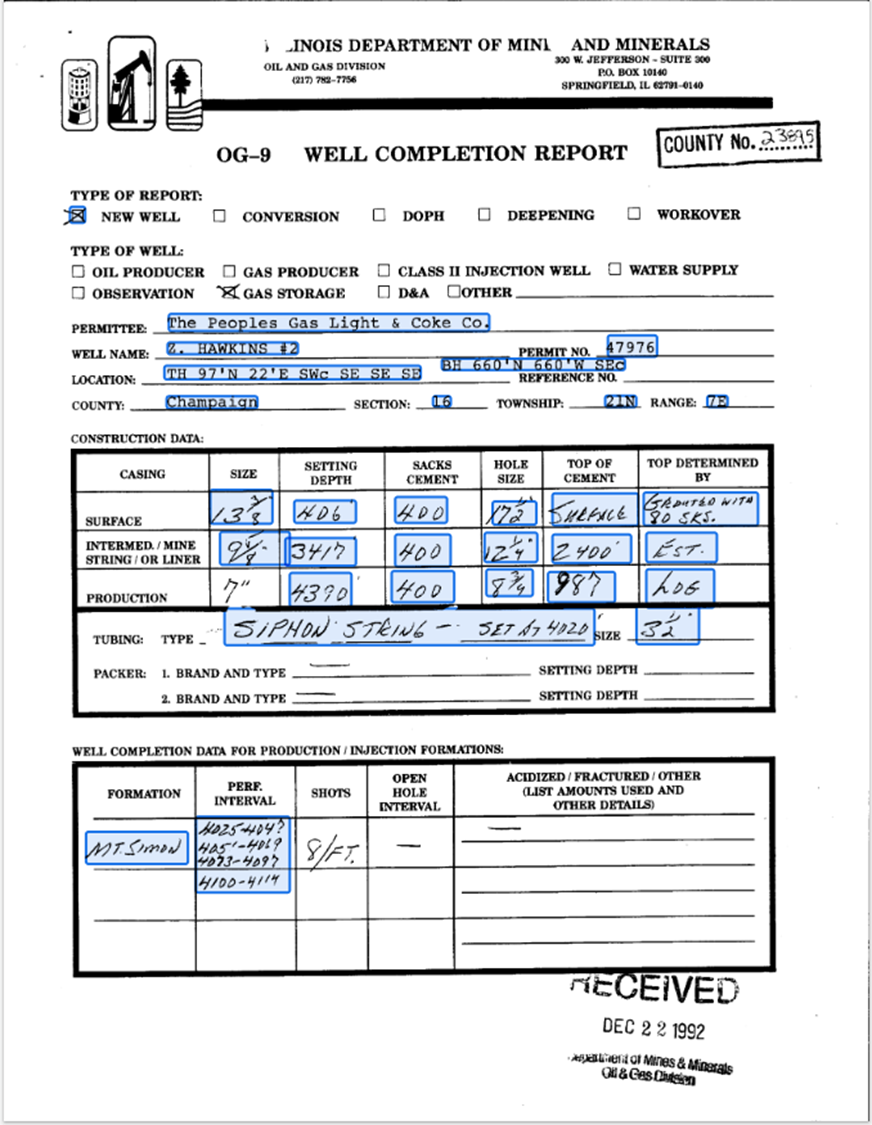 ILLINOIS DEPARTMENT OF MINES AND MINERALS
OIL AND GAS DIVISION
(217) 782-7756
300 W. JEFFERSON - SUITE 300
P.O. BOX 10140
SPRINGFIELD, IL 62791-0140
OG-9 WELL COMPLETION REPORT
COUNTY No. 23895
TYPE OF REPORT:
☒ NEW WELL ☐ CONVERSION ☐ DOPH ☐ DEEPENING ☐ WORKOVER
TYPE OF WELL:
☐ OIL PRODUCER ☐ GAS PRODUCER ☐ CLASS II INJECTION WELL ☐ WATER SUPPLY
☐ OBSERVATION ☒ GAS STORAGE ☐ D&A ☐ OTHER
PERMITTEE: The Peoples Gas Light & Coke Co.
WELL NAME: Z. HAWKINS #2 PERMIT NO. 47976
LOCATION: TH 97'N 22'E SWc SE SE SE BH 660'N 660'W SEc REFERENCE NO.
COUNTY: Champaign SECTION: 16 TOWNSHIP: 21N RANGE: 7E
CONSTRUCTION DATA:
CASING SIZE SETTING DEPTH SACKS CEMENT HOLE SIZE TOP OF CEMENT TOP DETERMINED BY
SURFACE 13 3/8 406' 400 17 1/2" SURFACE GROUTED WITH 80 SKS.
INTERMED. / MINE STRING / OR LINER 9 5/8" 3417' 400 12 1/4" 2400' EST.
PRODUCTION 7" 4390' 400 8 3/4 987 LOG
TUBING: TYPE SIPHON STRING - SET AT 4020 SIZE 3 1/2"
PACKER: 1. BRAND AND TYPE — SETTING DEPTH
2. BRAND AND TYPE — SETTING DEPTH
WELL COMPLETION DATA FOR PRODUCTION / INJECTION FORMATIONS:
FORMATION PERF. INTERVAL SHOTS OPEN HOLE INTERVAL ACIDIZED / FRACTURED / OTHER (LIST AMOUNTS USED AND OTHER DETAILS)
MT. SIMON 8/FT. — —
4073-4097
4100-4114
RECEIVED
DEC 22 1992
Department of Mines & Minerals
Oil & Gas Division